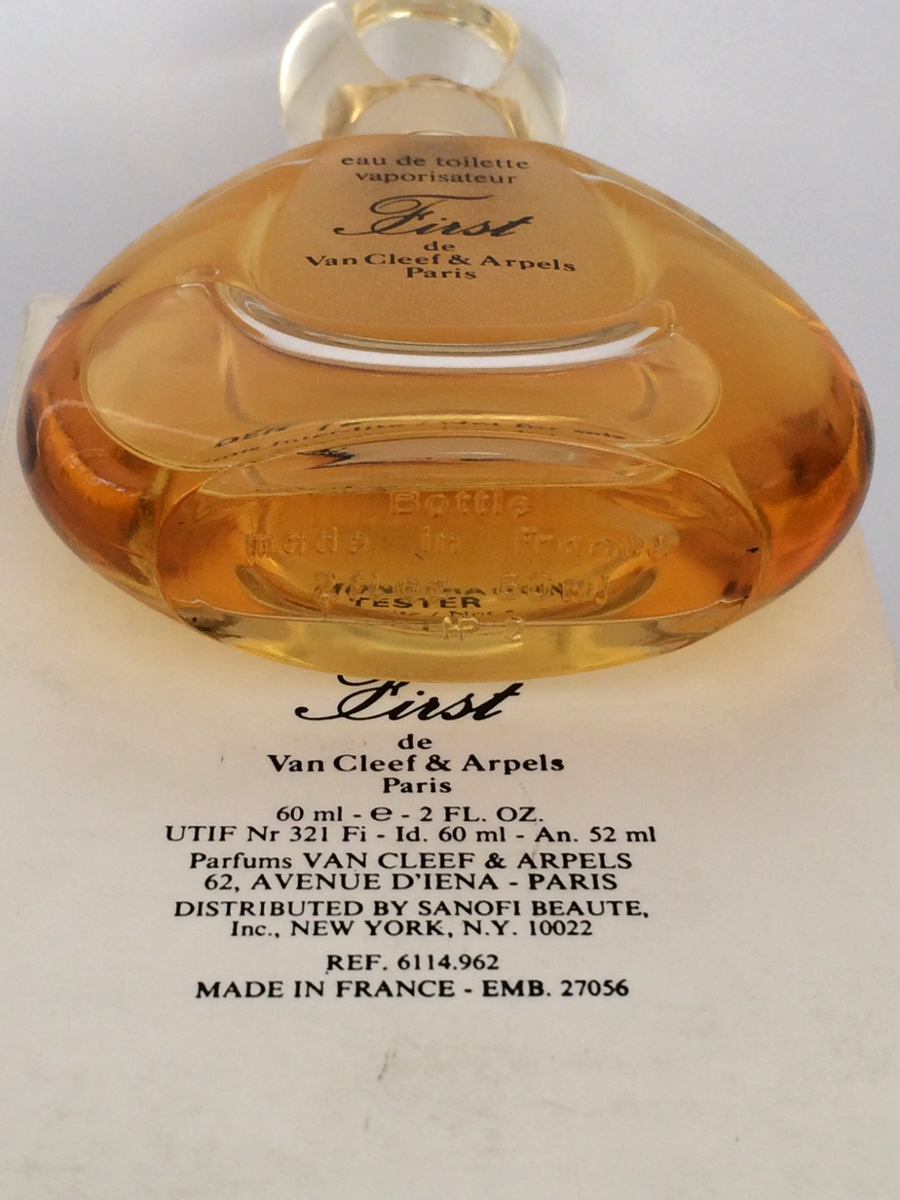 eau de toilette
vaporisateur
First
de
Van Cleef & Arpels
Paris
Bottle
made in France
60 ml
TESTER
First
de
Van Cleef & Arpels
Paris
60 ml - e - 2 FL. OZ.
UTIF Nr 321 Fi - Id. 60 ml - An. 52 ml
Parfums VAN CLEEF & ARPELS
62, AVENUE D'IENA - PARIS
DISTRIBUTED BY SANOFI BEAUTE,
Inc., NEW YORK, N.Y. 10022
REF. 6114.962
MADE IN FRANCE - EMB. 27056